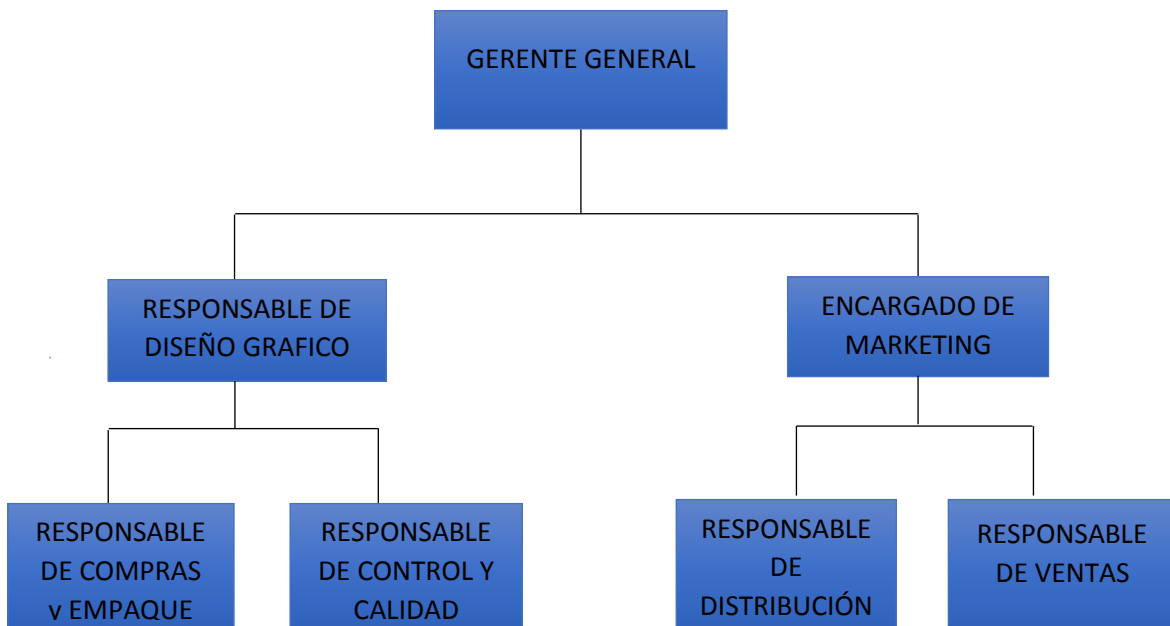 GERENTE GENERAL
RESPONSABLE DE
DISEÑO GRAFICO
ENCARGADO DE
MARKETING
RESPONSABLE
DE COMPRAS
y EMPAQUE
RESPONSABLE
DE CONTROL Y
CALIDAD
RESPONSABLE
DE
DISTRIBUCIÓN
RESPONSABLE
DE VENTAS